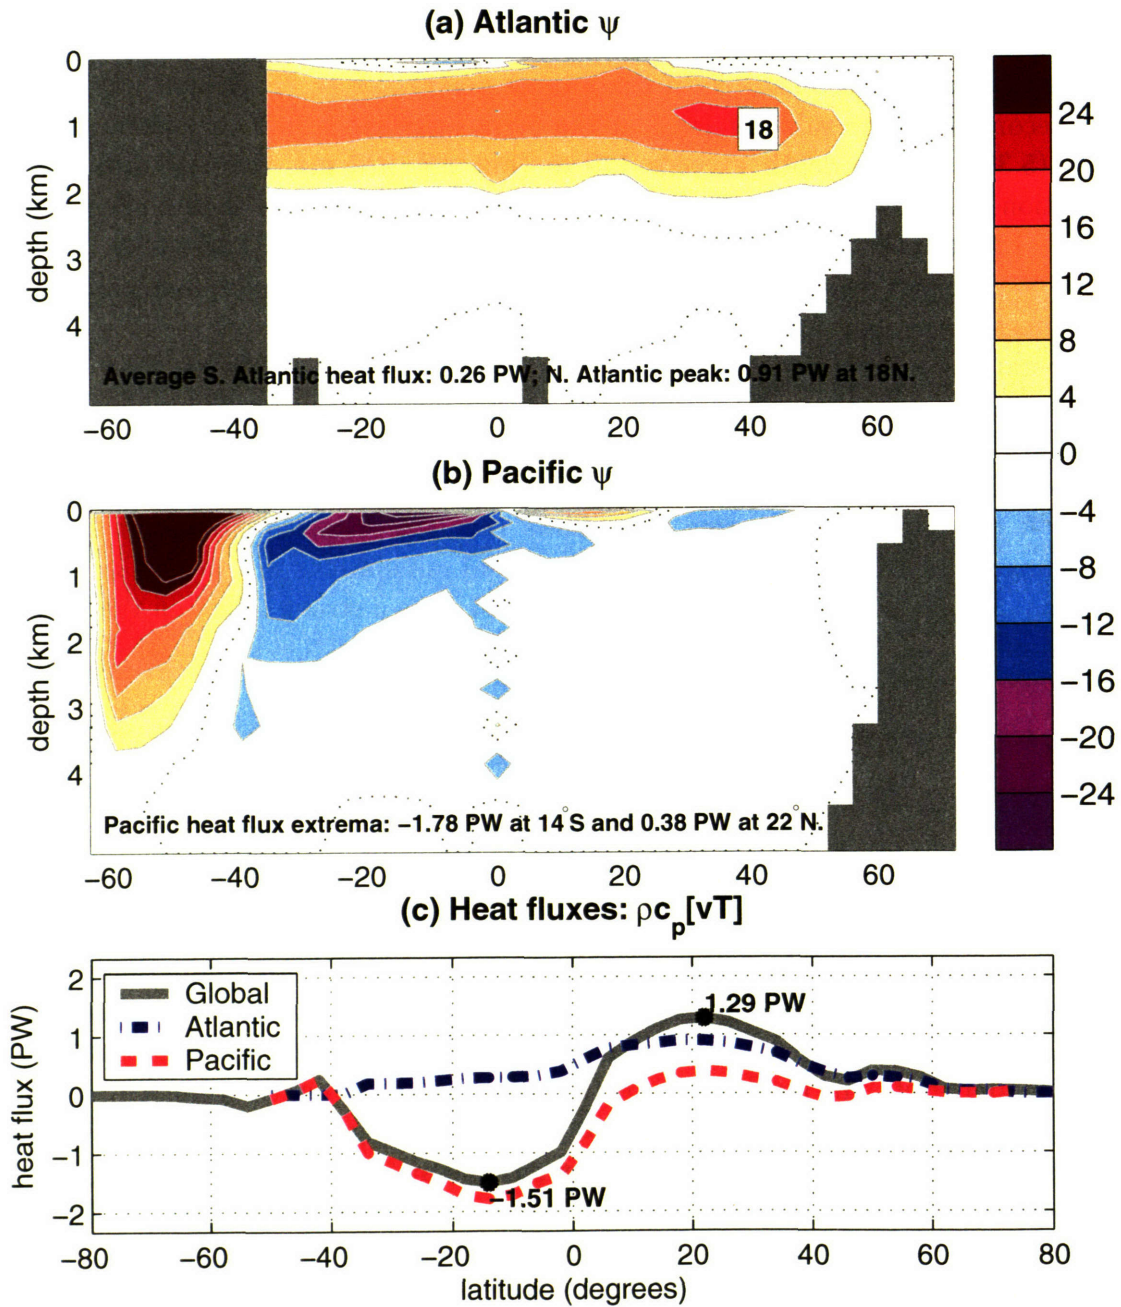 (a) Atlantic ψ
0
1
2
3
4
depth (km)
18
Average S. Atlantic heat flux: 0.26 PW; N. Atlantic peak: 0.91 PW at 18N.
−60 −40 −20 0 20 40 60
24
20
16
12
8
4
0
−4
−8
−12
−16
−20
−24
(b) Pacific ψ
0
1
2
3
4
depth (km)
Pacific heat flux extrema: −1.78 PW at 14°S and 0.38 PW at 22°N.
−60 −40 −20 0 20 40 60
(c) Heat fluxes: ρc_p[vT]
2
1
0
−1
−2
heat flux (PW)
Global
Atlantic
Pacific
1.29 PW
−1.51 PW
−80 −60 −40 −20 0 20 40 60 80
latitude (degrees)